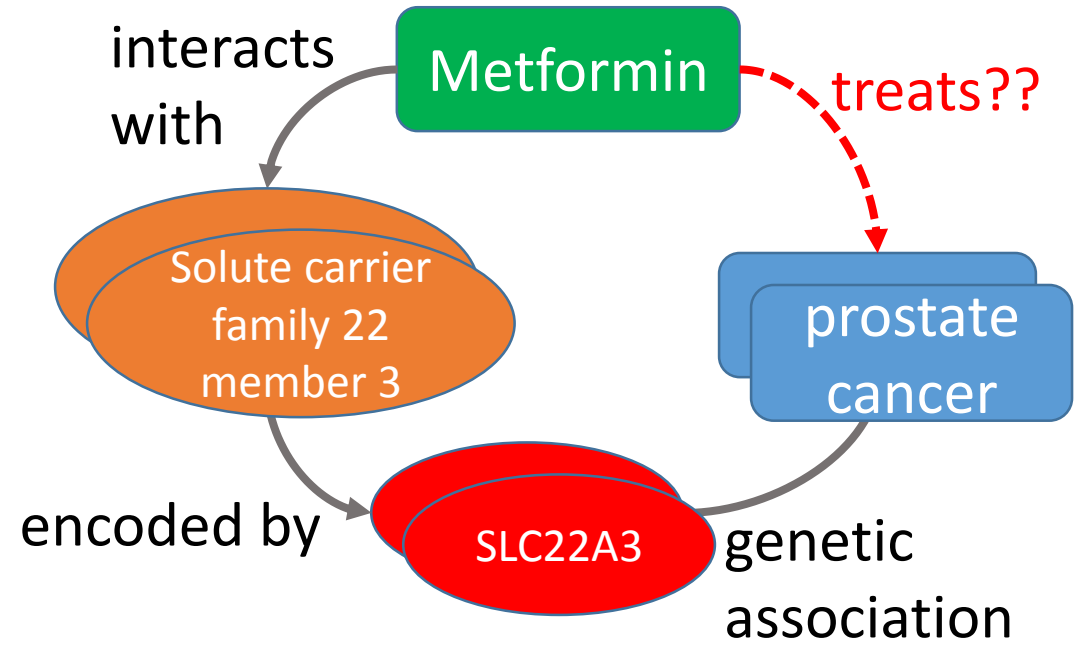 interacts
with
Metformin
treats??
Solute carrier
family 22
member 3
prostate
cancer
encoded by
SLC22A3
genetic
association